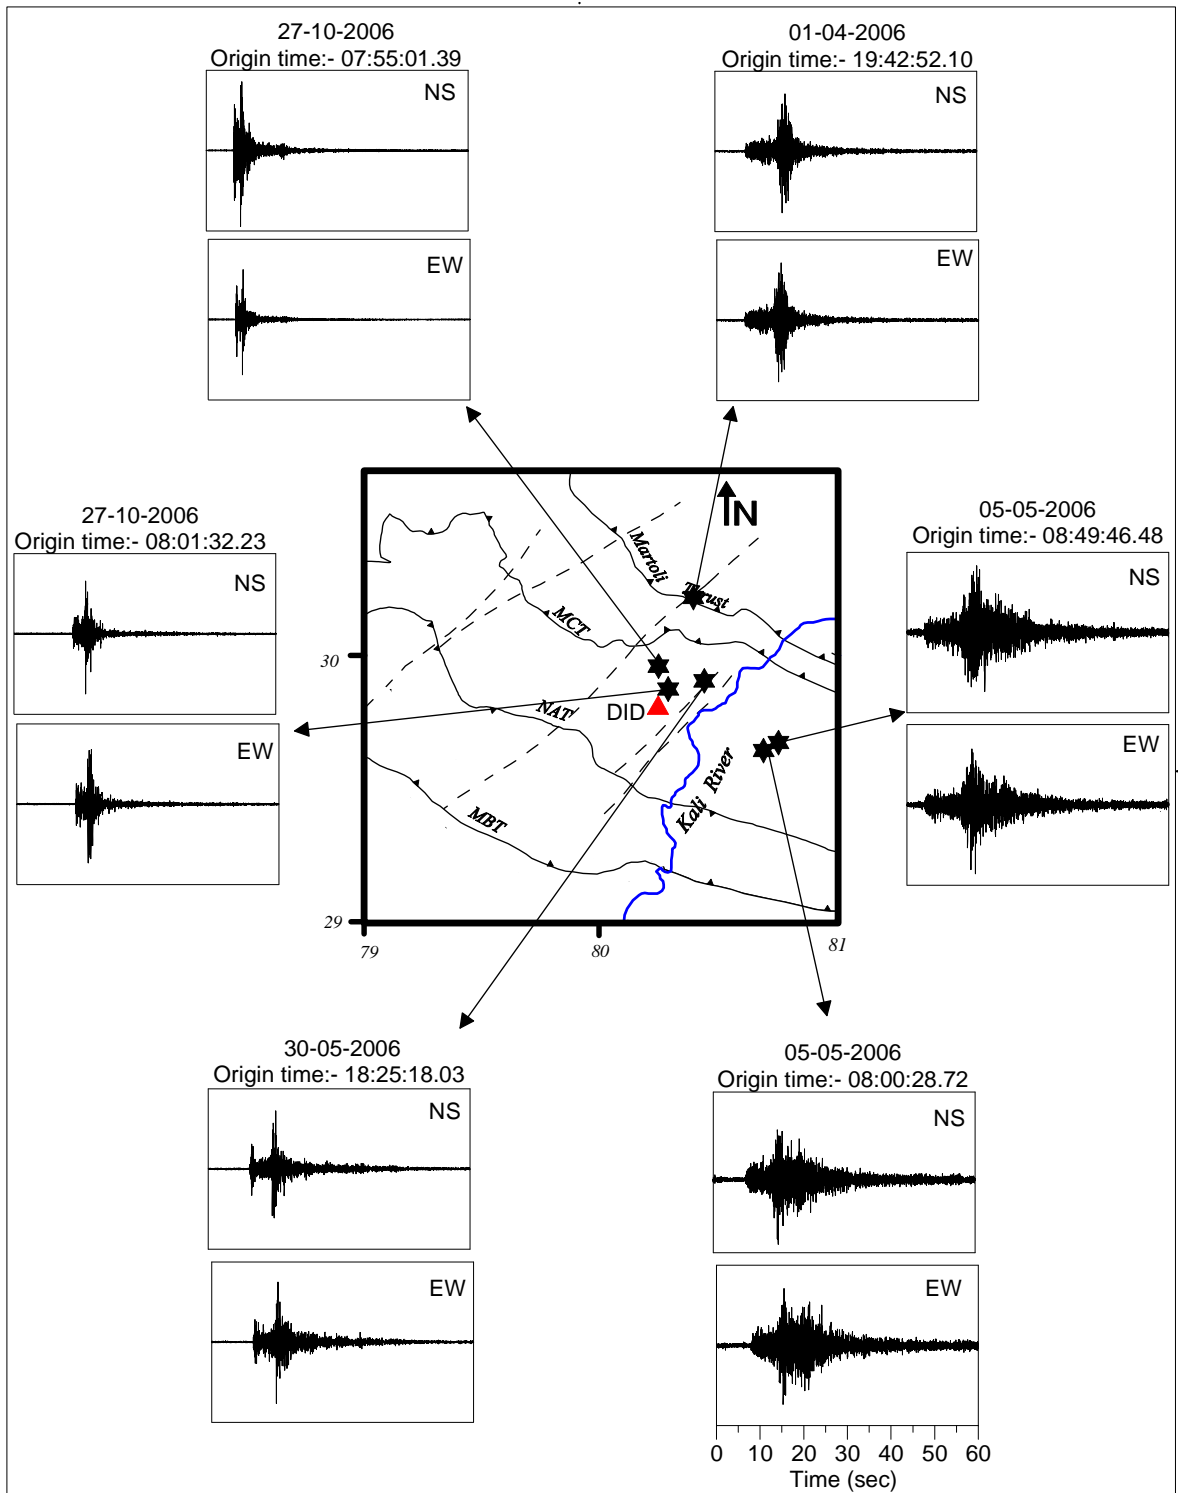 27-10-2006
Origin time:- 07:55:01.39
NS
EW
01-04-2006
Origin time:- 19:42:52.10
NS
EW
27-10-2006
Origin time:- 08:01:32.23
NS
EW
N
Martoli Thrust
MCT
NAT
DID
MBT
Kali River
30
29
79
80
81
05-05-2006
Origin time:- 08:49:46.48
NS
EW
30-05-2006
Origin time:- 18:25:18.03
NS
EW
05-05-2006
Origin time:- 08:00:28.72
NS
EW
0 10 20 30 40 50 60
Time (sec)